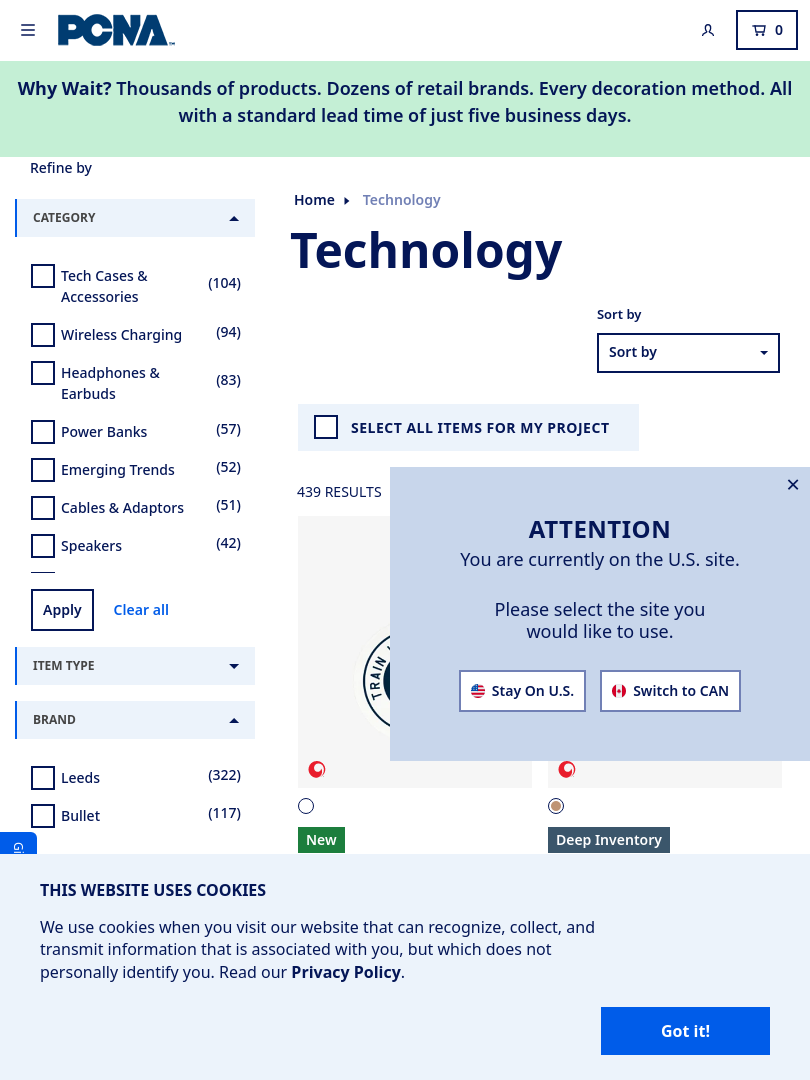 PCNA
0
Why Wait? Thousands of products. Dozens of retail brands. Every decoration method. All
with a standard lead time of just five business days.
Refine by
CATEGORY
Tech Cases &
Accessories
(104)
Wireless Charging
(94)
Headphones &
Earbuds
(83)
Power Banks
(57)
Emerging Trends
(52)
Cables & Adaptors
(51)
Speakers
(42)
Apply
Clear all
ITEM TYPE
BRAND
Leeds
(322)
Bullet
(117)
Home
Technology
Technology
Sort by
Sort by
SELECT ALL ITEMS FOR MY PROJECT
439 RESULTS
TRAIN
ATTENTION
You are currently on the U.S. site.
Please select the site you
would like to use.
Stay On U.S.
Switch to CAN
New
Deep Inventory
THIS WEBSITE USES COOKIES
We use cookies when you visit our website that can recognize, collect, and
transmit information that is associated with you, but which does not
personally identify you. Read our Privacy Policy.
Got it!